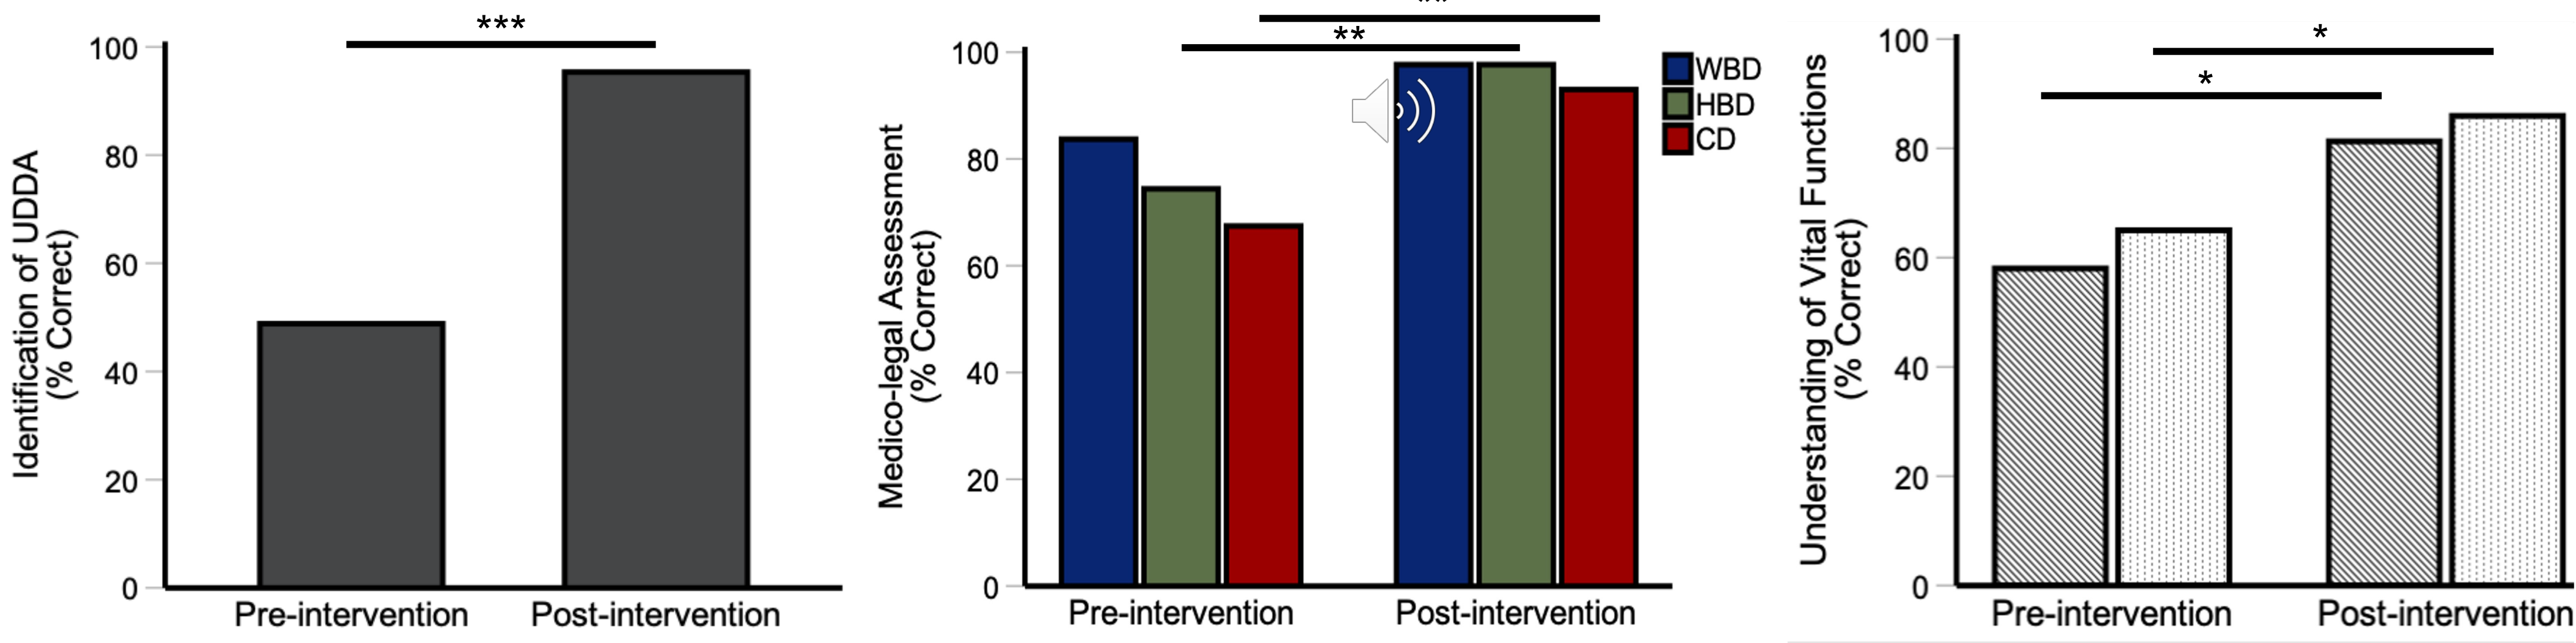 ***
Identification of UDDA
(% Correct)
100
80
60
40
20
0
Pre-intervention Post-intervention
**
Medico-legal Assessment
(% Correct)
100
80
60
40
20
0
Pre-intervention Post-intervention
WBD
HBD
CD
*
*
Understanding of Vital Functions
(% Correct)
100
80
60
40
20
0
Pre-intervention Post-intervention